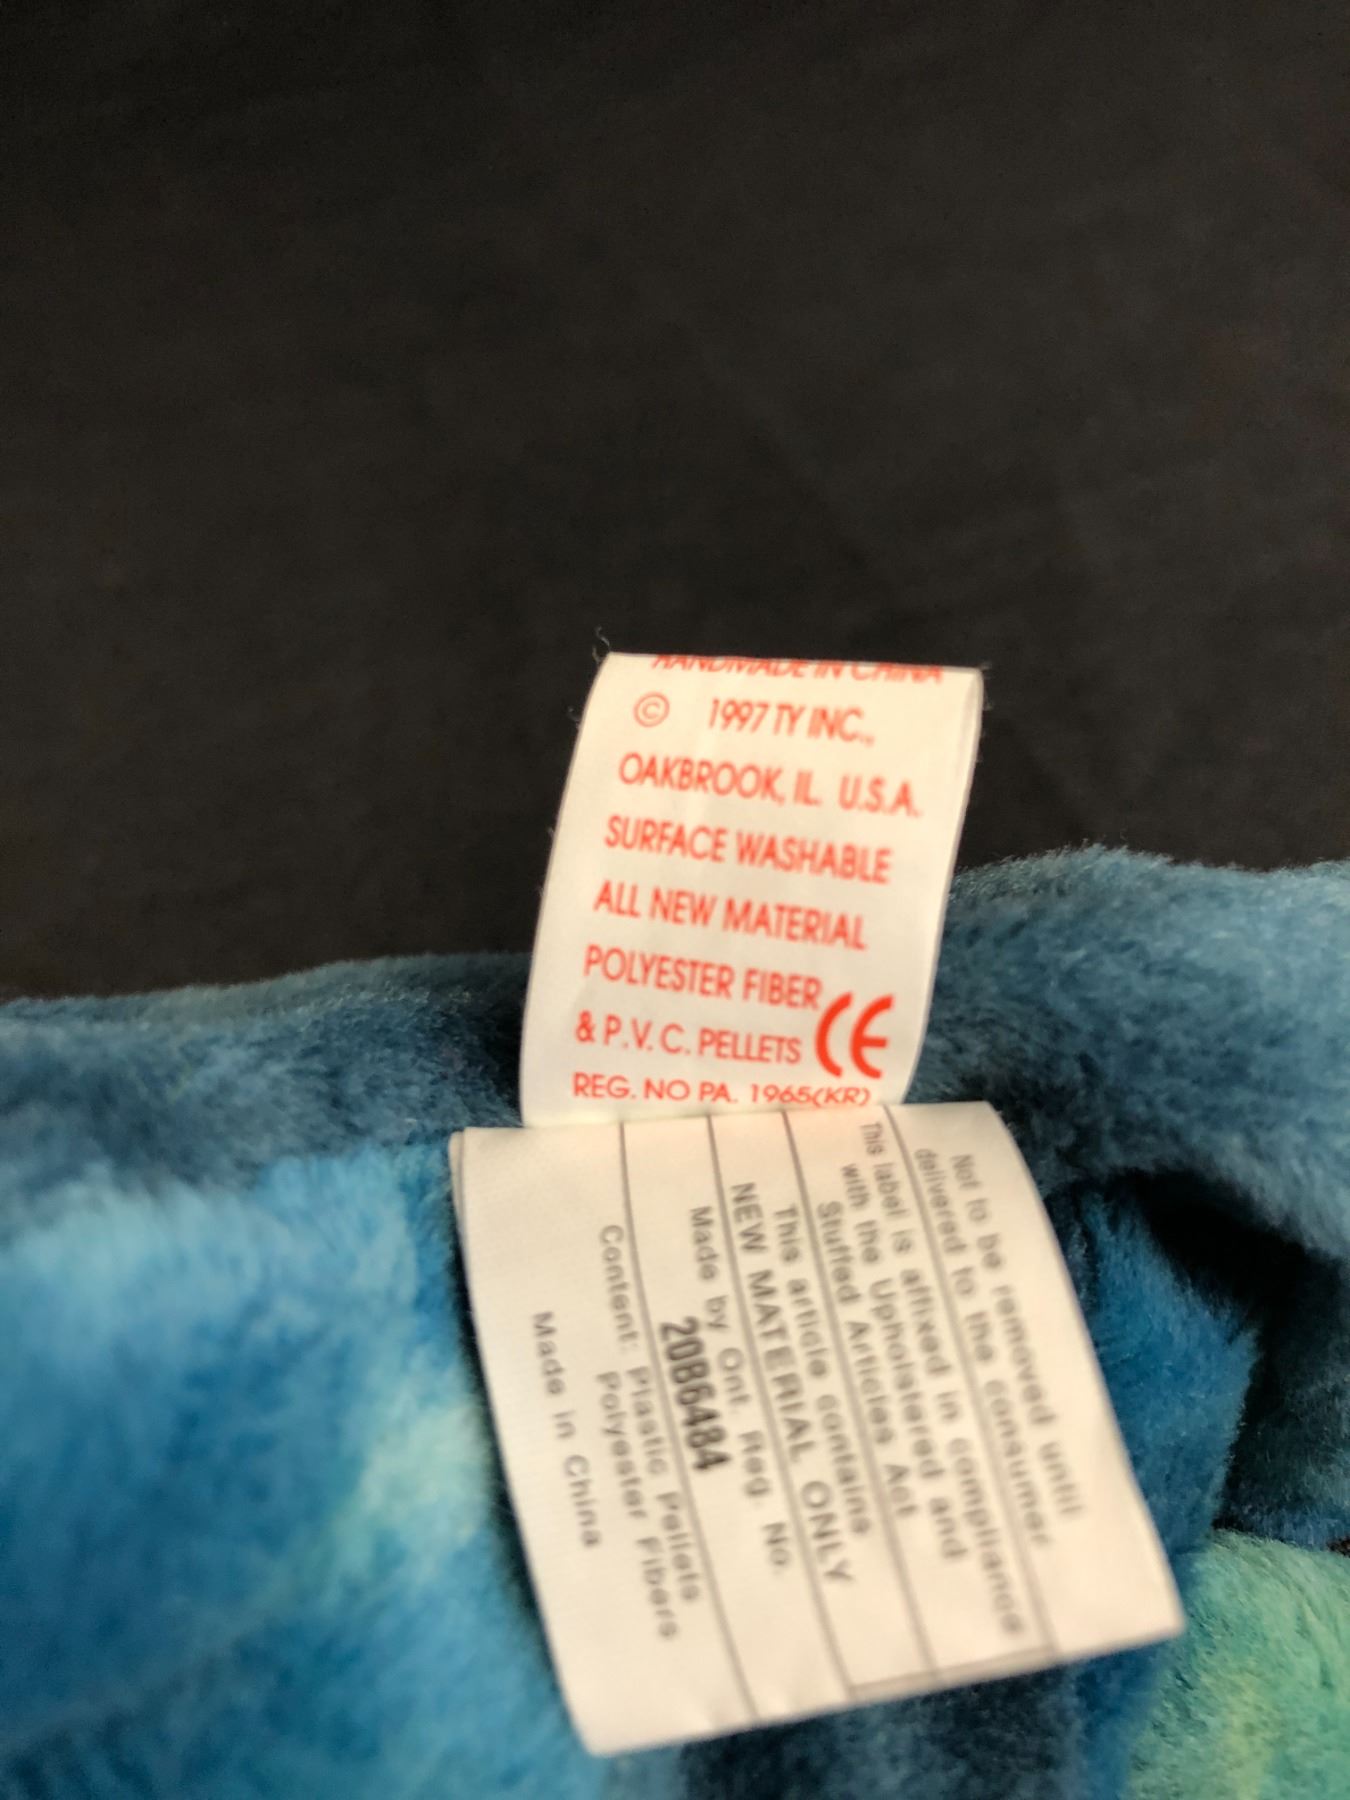 HANDMADE IN CHINA
© 1997 TY INC.,
OAKBROOK, IL. U.S.A.
SURFACE WASHABLE
ALL NEW MATERIAL
POLYESTER FIBER
& P.V.C. PELLETS CE
REG. NO PA. 1965(KR)
Not to be removed until
delivered to the consumer
This label is affixed in compliance
with the Upholstered and
Stuffed Articles Act
This article contains
NEW MATERIAL ONLY
Made by Ont. Reg. No.
20B6484
Content: Plastic Pellets
Polyester Fibers
Made in China